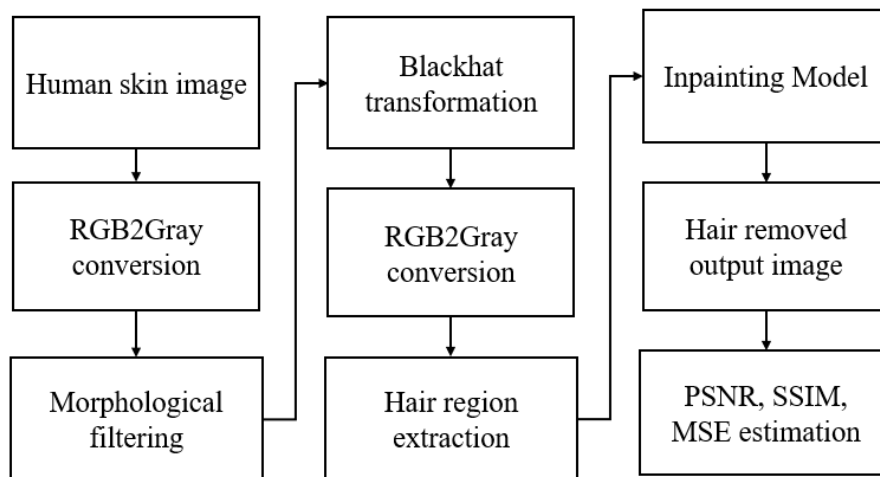 Human skin image
RGB2Gray
conversion
Morphological
filtering
Blackhat
transformation
RGB2Gray
conversion
Hair region
extraction
Inpainting Model
Hair removed
output image
PSNR, SSIM,
MSE estimation